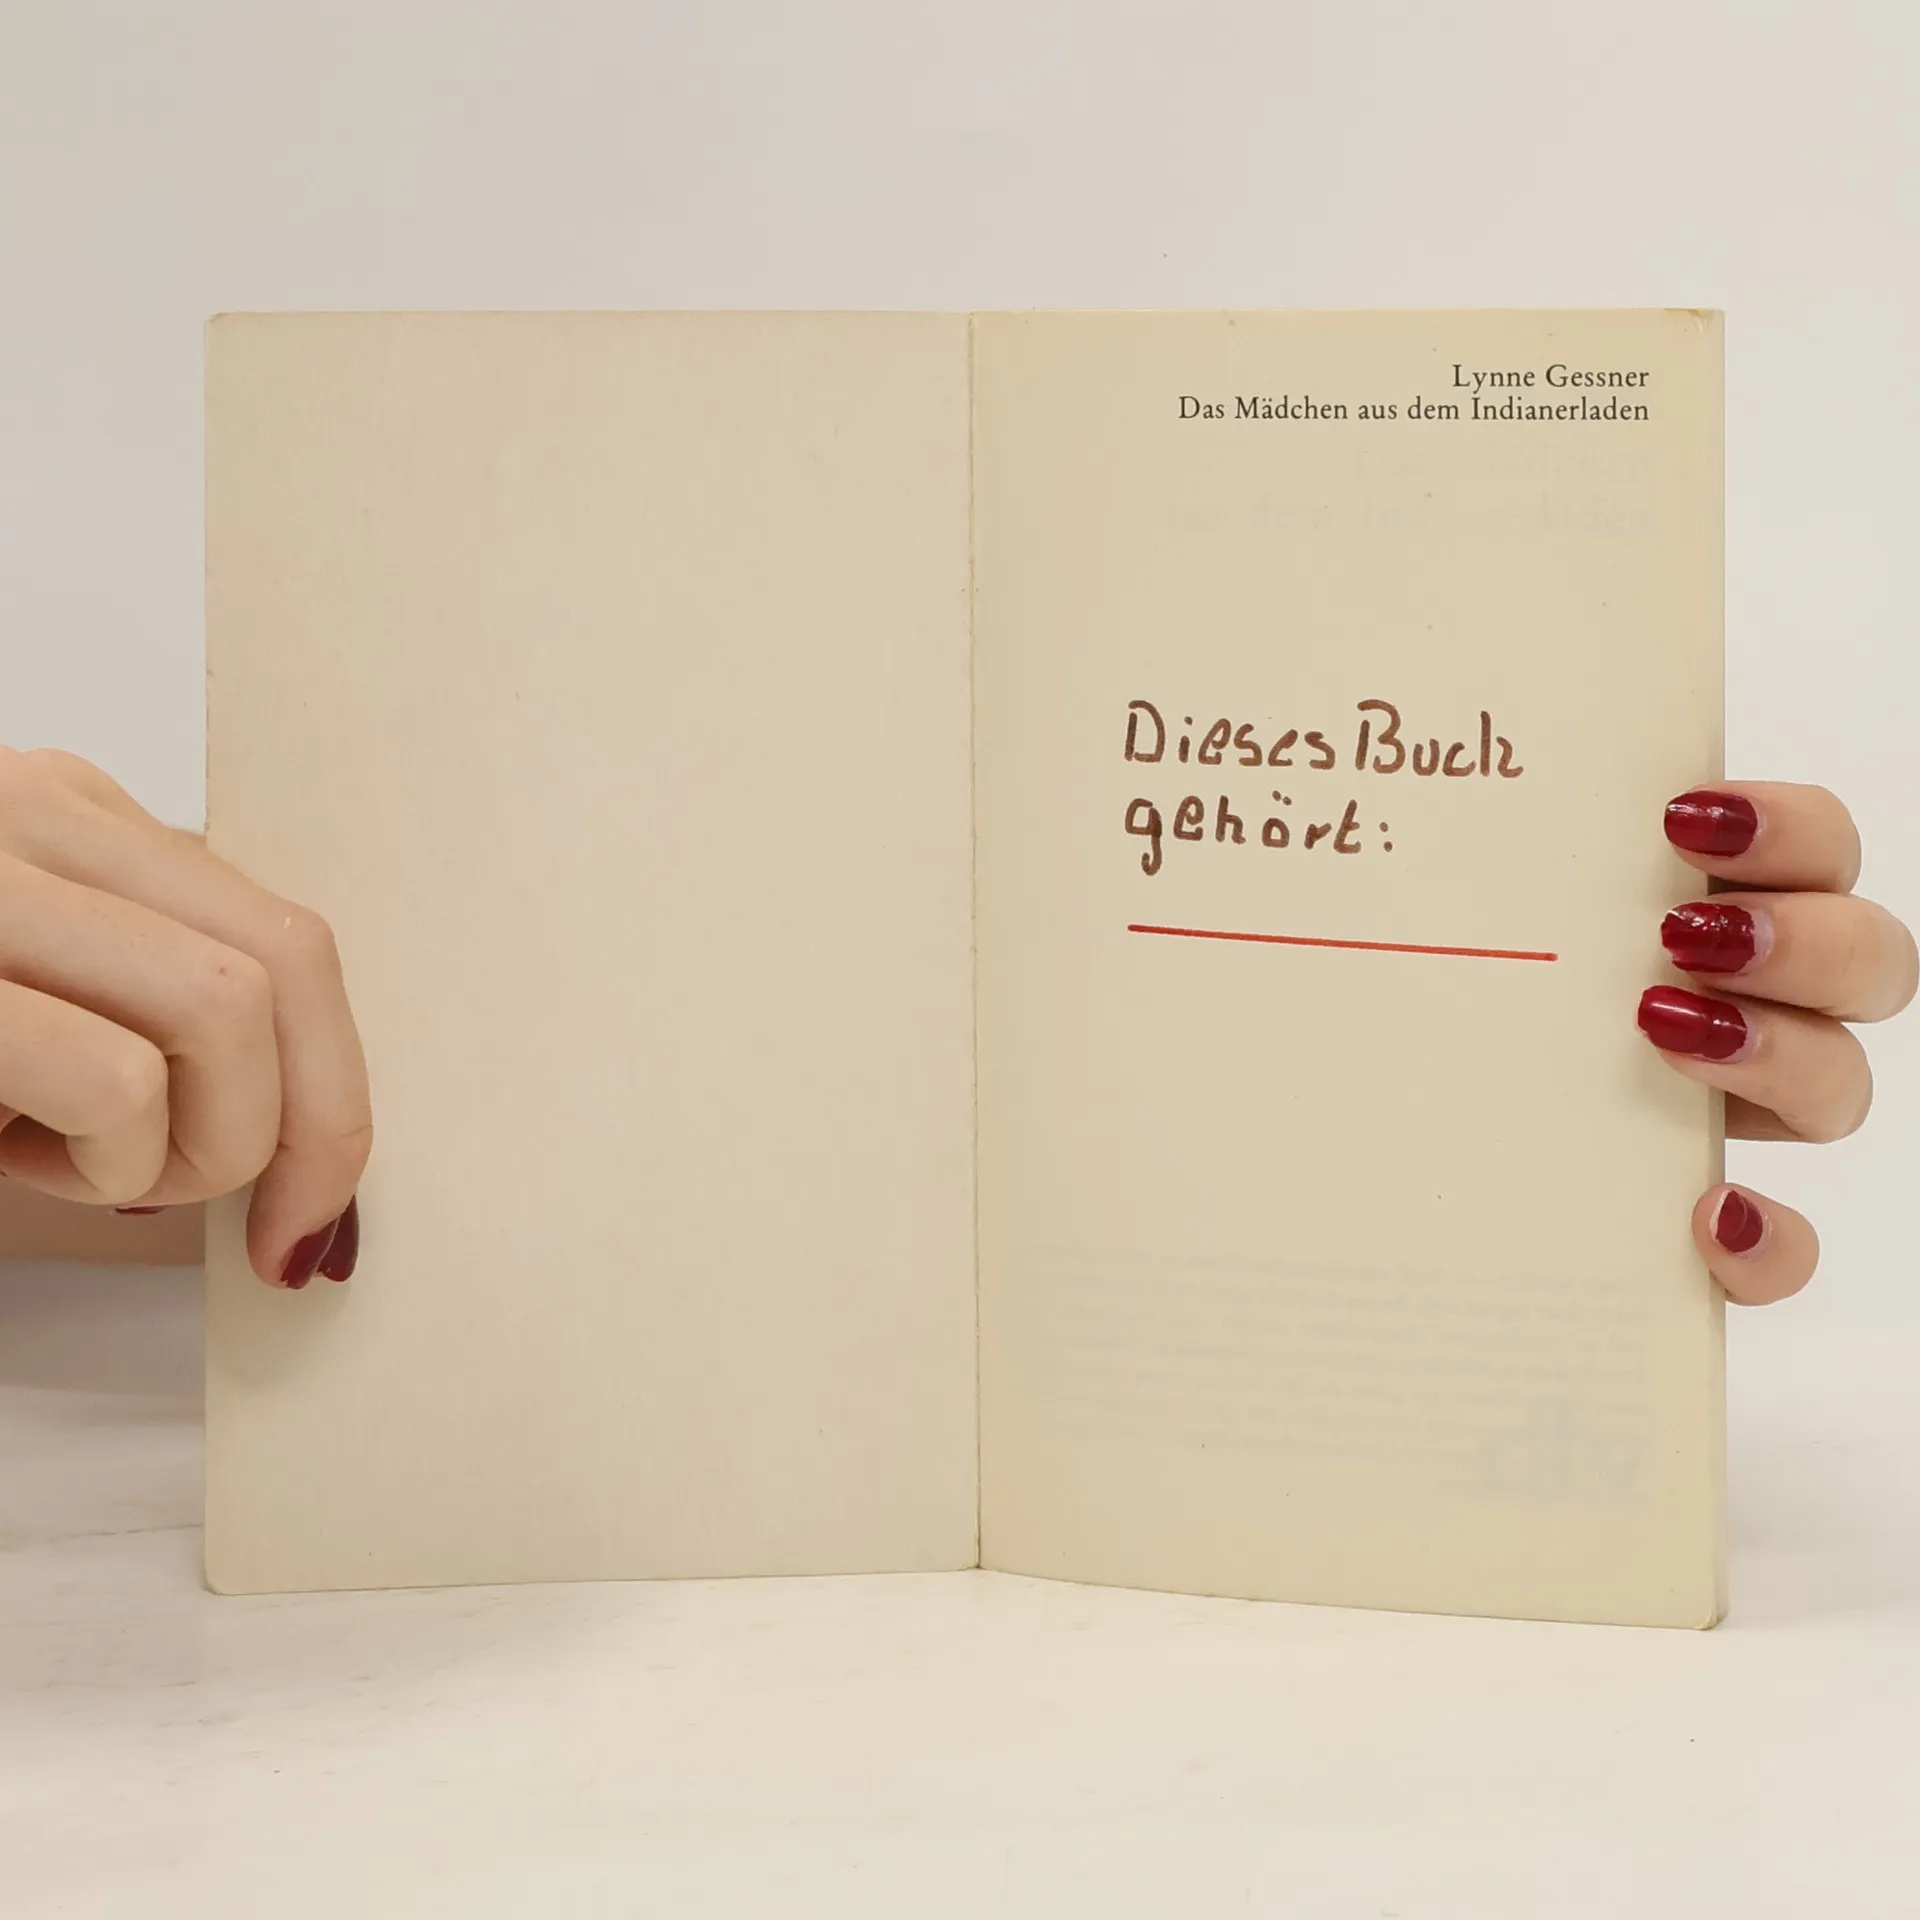 Lynne Gessner
Das Mädchen aus dem Indianerladen
Dieses Buch
gehört: